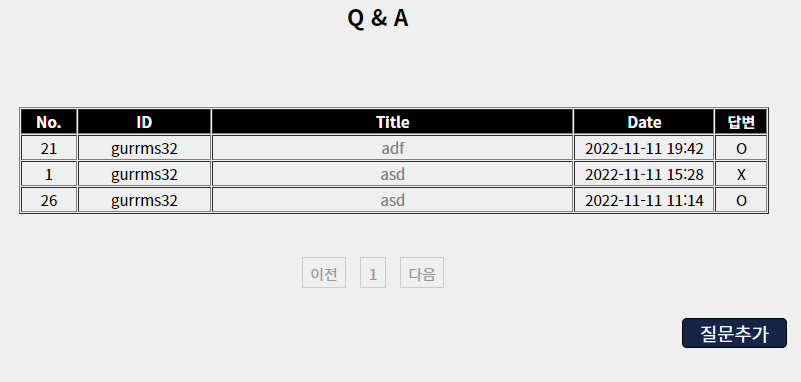 Q & A
No. ID Title Date 답변
21 gurrms32 adf 2022-11-11 19:42 O
1 gurrms32 asd 2022-11-11 15:28 X
26 gurrms32 asd 2022-11-11 11:14 O
이전 1 다음
질문추가